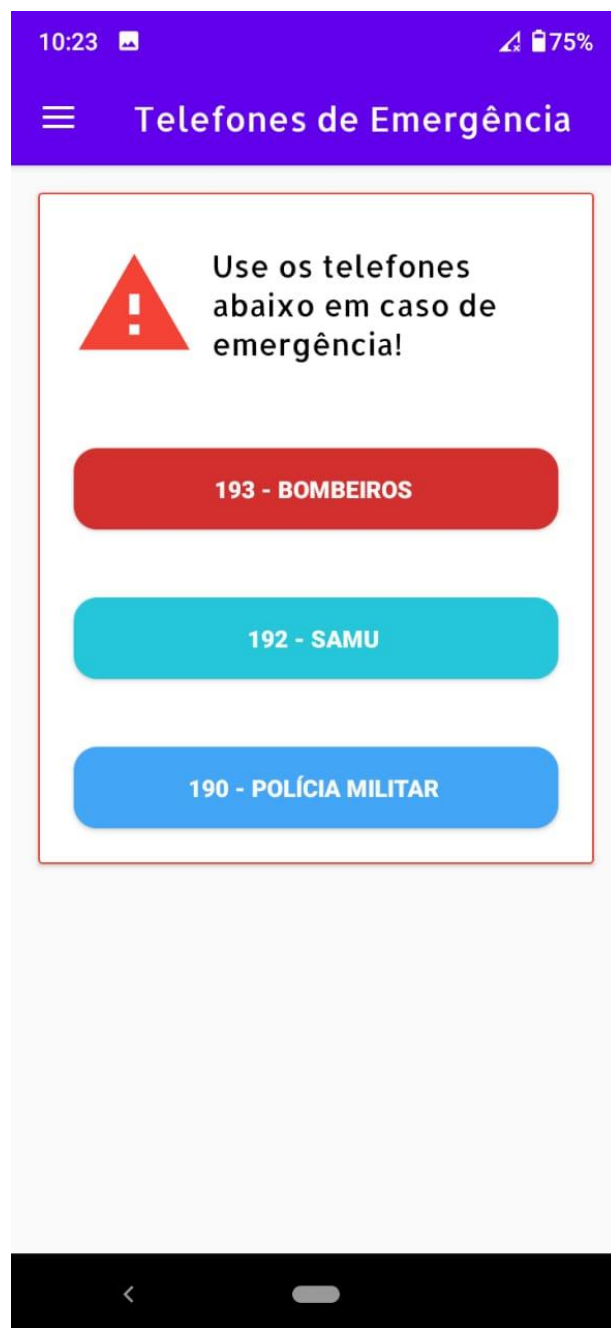 10:23
75%
Telefones de Emergência
Use os telefones
abaixo em caso de
emergência!
193 - BOMBEIROS
192 - SAMU
190 - POLÍCIA MILITAR